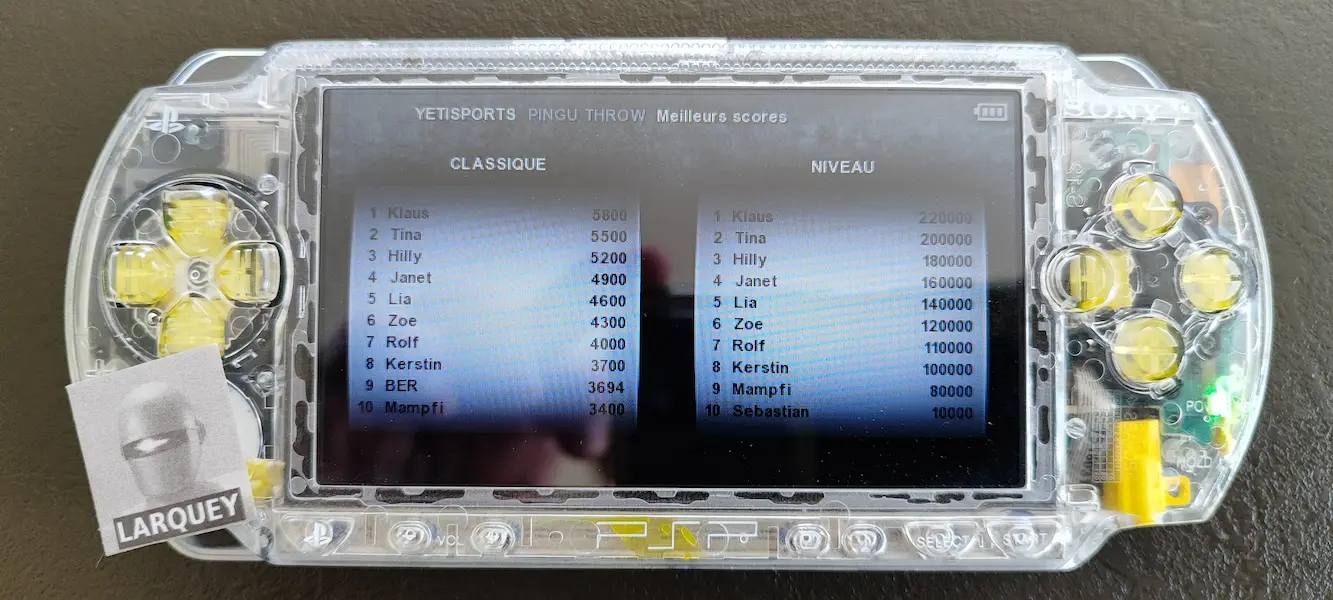 SONY
YETISPORTS PINGU THROW Meilleurs scores
CLASSIQUE
1 Klaus 5800
2 Tina 5500
3 Hilly 5200
4 Janet 4900
5 Lia 4600
6 Zoe 4300
7 Rolf 4000
8 Kerstin 3700
9 BER 3694
10 Mampfi 3400
NIVEAU
1 Klaus 220000
2 Tina 200000
3 Hilly 180000
4 Janet 160000
5 Lia 140000
6 Zoe 120000
7 Rolf 110000
8 Kerstin 100000
9 Mampfi 80000
10 Sebastian 10000
HOLD
LARQUEY
VOL
PSP
SELECT
START